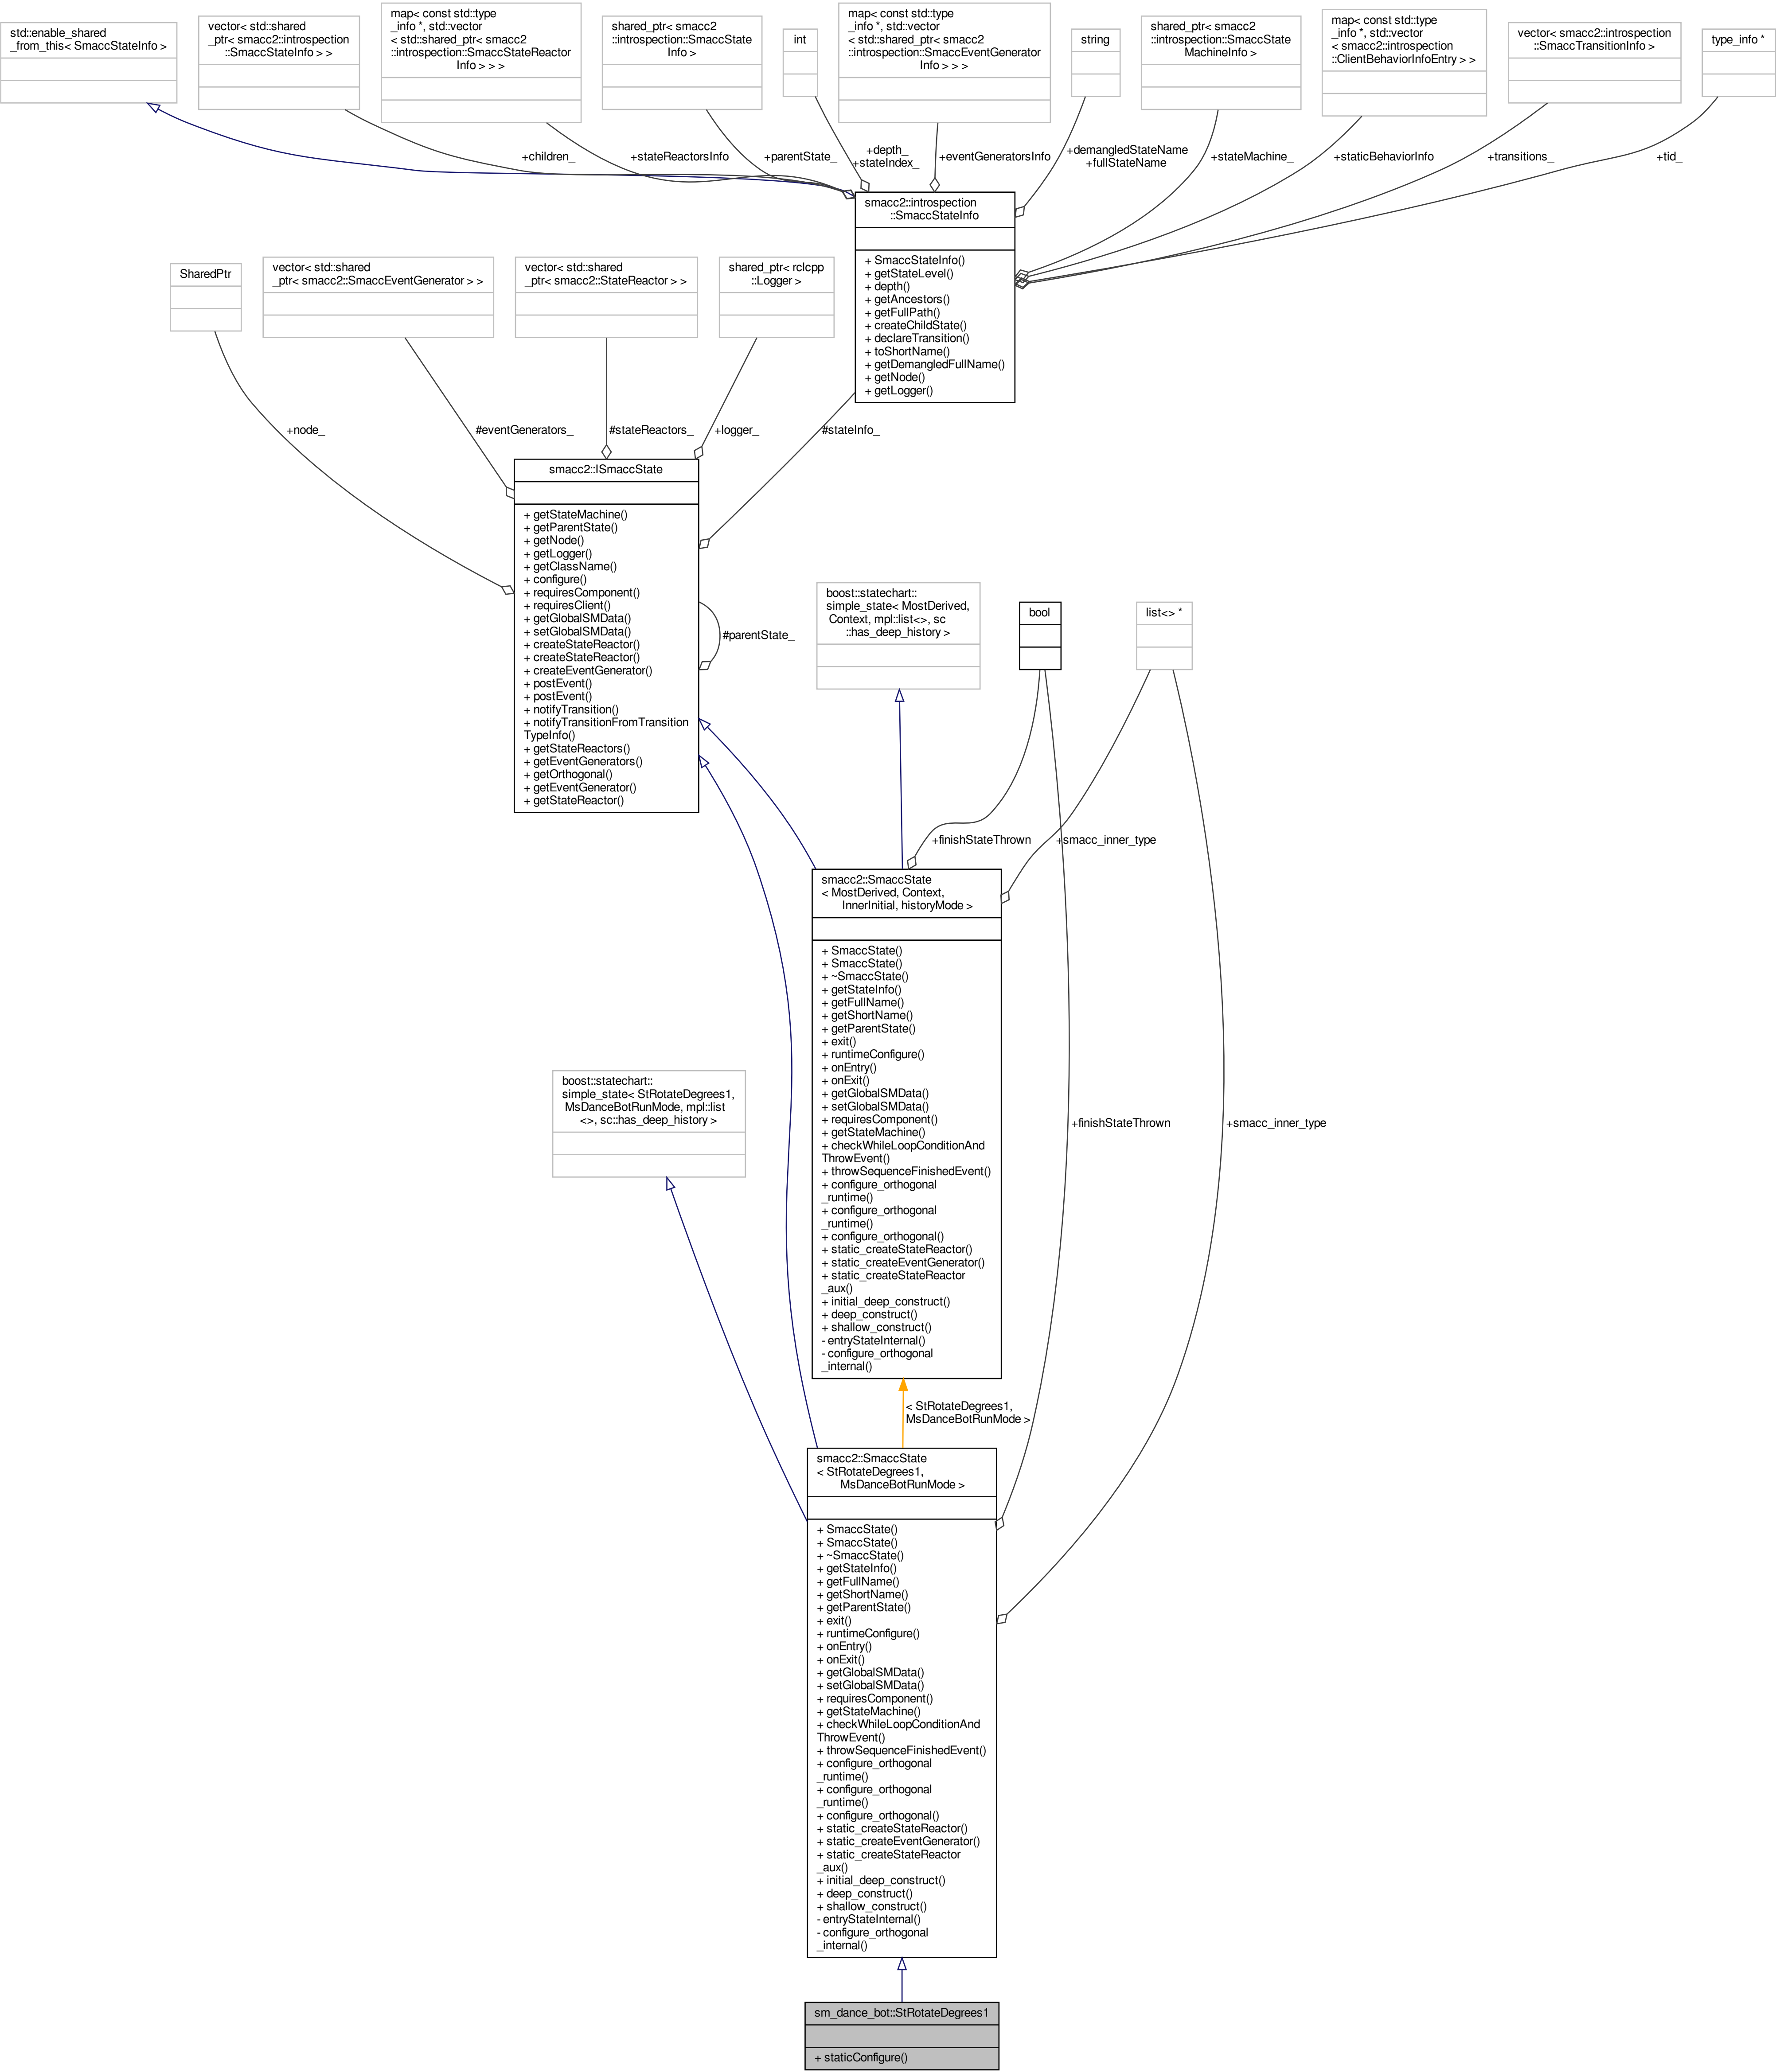 std::enable_shared
_from_this< SmaccStateInfo >
vector< std::shared
_ptr< smacc2::introspection
::SmaccStateInfo > >
map< const std::type
_info *, std::vector
< std::shared_ptr< smacc2
::introspection::SmaccStateReactor
Info > > >
shared_ptr< smacc2
::introspection::SmaccState
Info >
int
map< const std::type
_info *, std::vector
< std::shared_ptr< smacc2
::introspection::SmaccEventGenerator
Info > > >
string
shared_ptr< smacc2
::introspection::SmaccState
MachineInfo >
map< const std::type
_info *, std::vector
< smacc2::introspection
::ClientBehaviorInfoEntry > >
vector< smacc2::introspection
::SmaccTransitionInfo >
type_info *
+children_
+stateReactorsInfo
+parentState_
+depth_
+stateIndex_
+eventGeneratorsInfo
+demangledStateName
+fullStateName
+stateMachine_
+staticBehaviorInfo
+transitions_
+tid_
smacc2::introspection
::SmaccStateInfo
+ SmaccStateInfo()
+ getStateLevel()
+ depth()
+ getAncestors()
+ getFullPath()
+ createChildState()
+ declareTransition()
+ toShortName()
+ getDemangledFullName()
+ getNode()
+ getLogger()
SharedPtr
vector< std::shared
_ptr< smacc2::SmaccEventGenerator > >
vector< std::shared
_ptr< smacc2::StateReactor > >
shared_ptr< rclcpp
::Logger >
+node_
#eventGenerators_
#stateReactors_
+logger_
#stateInfo_
smacc2::ISmaccState
+ getStateMachine()
+ getParentState()
+ getNode()
+ getLogger()
+ getClassName()
+ configure()
+ requiresComponent()
+ requiresClient()
+ getGlobalSMData()
+ setGlobalSMData()
+ createStateReactor()
+ createStateReactor()
+ createEventGenerator()
+ postEvent()
+ postEvent()
+ notifyTransition()
+ notifyTransitionFromTransition
TypeInfo()
+ getStateReactors()
+ getEventGenerators()
+ getOrthogonal()
+ getEventGenerator()
+ getStateReactor()
#parentState_
boost::statechart::
simple_state< MostDerived,
Context, mpl::list<>, sc
::has_deep_history >
bool
list<> *
+finishStateThrown
+smacc_inner_type
smacc2::SmaccState
< MostDerived, Context,
InnerInitial, historyMode >
+ SmaccState()
+ SmaccState()
+ ~SmaccState()
+ getStateInfo()
+ getFullName()
+ getShortName()
+ getParentState()
+ exit()
+ runtimeConfigure()
+ onEntry()
+ onExit()
+ getGlobalSMData()
+ setGlobalSMData()
+ requiresComponent()
+ getStateMachine()
+ checkWhileLoopConditionAnd
ThrowEvent()
+ throwSequenceFinishedEvent()
+ configure_orthogonal
_runtime()
+ configure_orthogonal
_runtime()
+ configure_orthogonal()
+ static_createStateReactor()
+ static_createEventGenerator()
+ static_createStateReactor
_aux()
+ initial_deep_construct()
+ deep_construct()
+ shallow_construct()
- entryStateInternal()
- configure_orthogonal
_internal()
boost::statechart::
simple_state< StRotateDegrees1,
MsDanceBotRunMode, mpl::list
<>, sc::has_deep_history >
+finishStateThrown
+smacc_inner_type
< StRotateDegrees1,
MsDanceBotRunMode >
smacc2::SmaccState
< StRotateDegrees1,
MsDanceBotRunMode >
+ SmaccState()
+ SmaccState()
+ ~SmaccState()
+ getStateInfo()
+ getFullName()
+ getShortName()
+ getParentState()
+ exit()
+ runtimeConfigure()
+ onEntry()
+ onExit()
+ getGlobalSMData()
+ setGlobalSMData()
+ requiresComponent()
+ getStateMachine()
+ checkWhileLoopConditionAnd
ThrowEvent()
+ throwSequenceFinishedEvent()
+ configure_orthogonal
_runtime()
+ configure_orthogonal
_runtime()
+ configure_orthogonal()
+ static_createStateReactor()
+ static_createEventGenerator()
+ static_createStateReactor
_aux()
+ initial_deep_construct()
+ deep_construct()
+ shallow_construct()
- entryStateInternal()
- configure_orthogonal
_internal()
sm_dance_bot::StRotateDegrees1
+ staticConfigure()